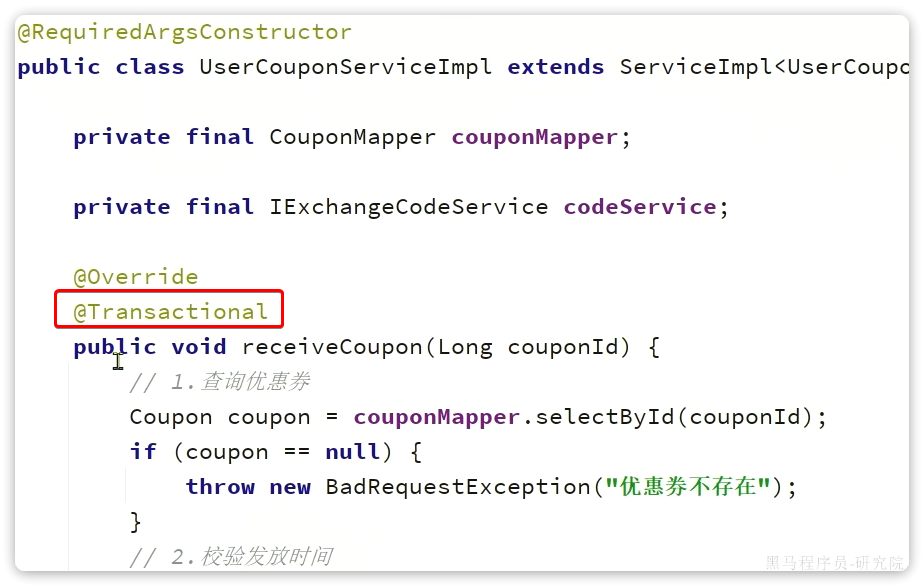 @RequiredArgsConstructor
public class UserCouponServiceImpl extends ServiceImpl<UserCoupo
private final CouponMapper couponMapper;
private final IExchangeCodeService codeService;
@Override
@Transactional
public void receiveCoupon(Long couponId) {
// 1.查询优惠券
Coupon coupon = couponMapper.selectById(couponId);
if (coupon == null) {
throw new BadRequestException("优惠券不存在");
}
// 2.校验发放时间
黑马程序员-研究院